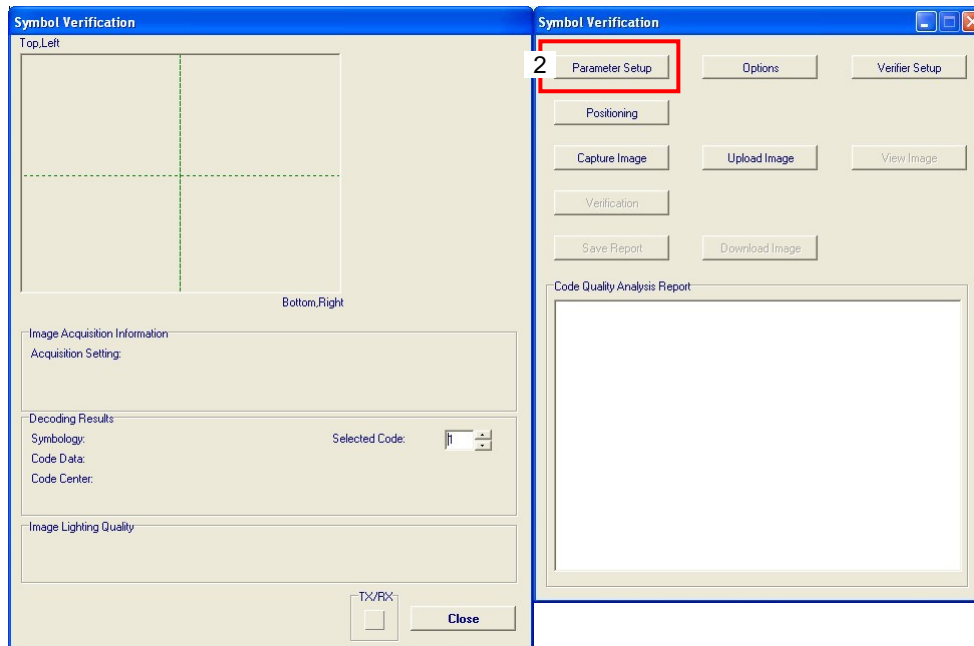 Symbol Verification
Top,Left
Bottom,Right
Image Acquisition Information
Acquisition Setting:
Decoding Results
Symbology:
Selected Code: 1
Code Data:
Code Center:
Image Lighting Quality
TX/RX
Close
Symbol Verification
2
Parameter Setup Options Verifier Setup
Positioning
Capture Image Upload Image View Image
Verification
Save Report Download Image
Code Quality Analysis Report